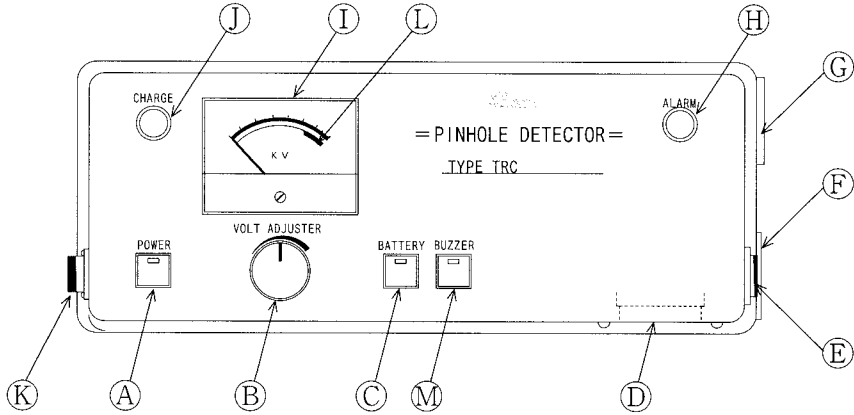 J I L H
CHARGE ALARM G
KV =PINHOLE DETECTOR=
TYPE TRC
F
VOLT ADJUSTER
POWER BATTERY BUZZER
E
K A B C M D